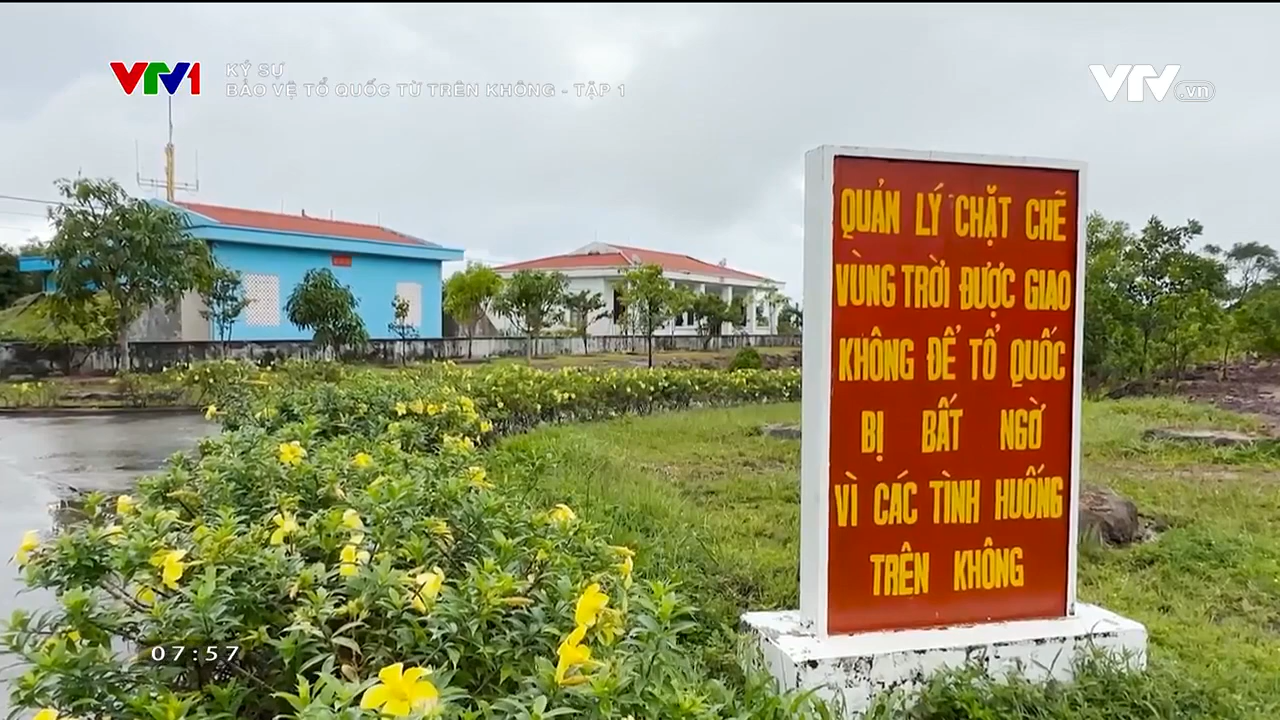 VTV1
KÝ SỰ
BẢO VỆ TỔ QUỐC TỪ TRÊN KHÔNG - TẬP 1
VTV.vn
QUẢN LÝ CHẶT CHẼ
VÙNG TRỜI ĐƯỢC GIAO
KHÔNG ĐỂ TỔ QUỐC
BỊ BẤT NGỜ
VÌ CÁC TÌNH HUỐNG
TRÊN KHÔNG
07:57